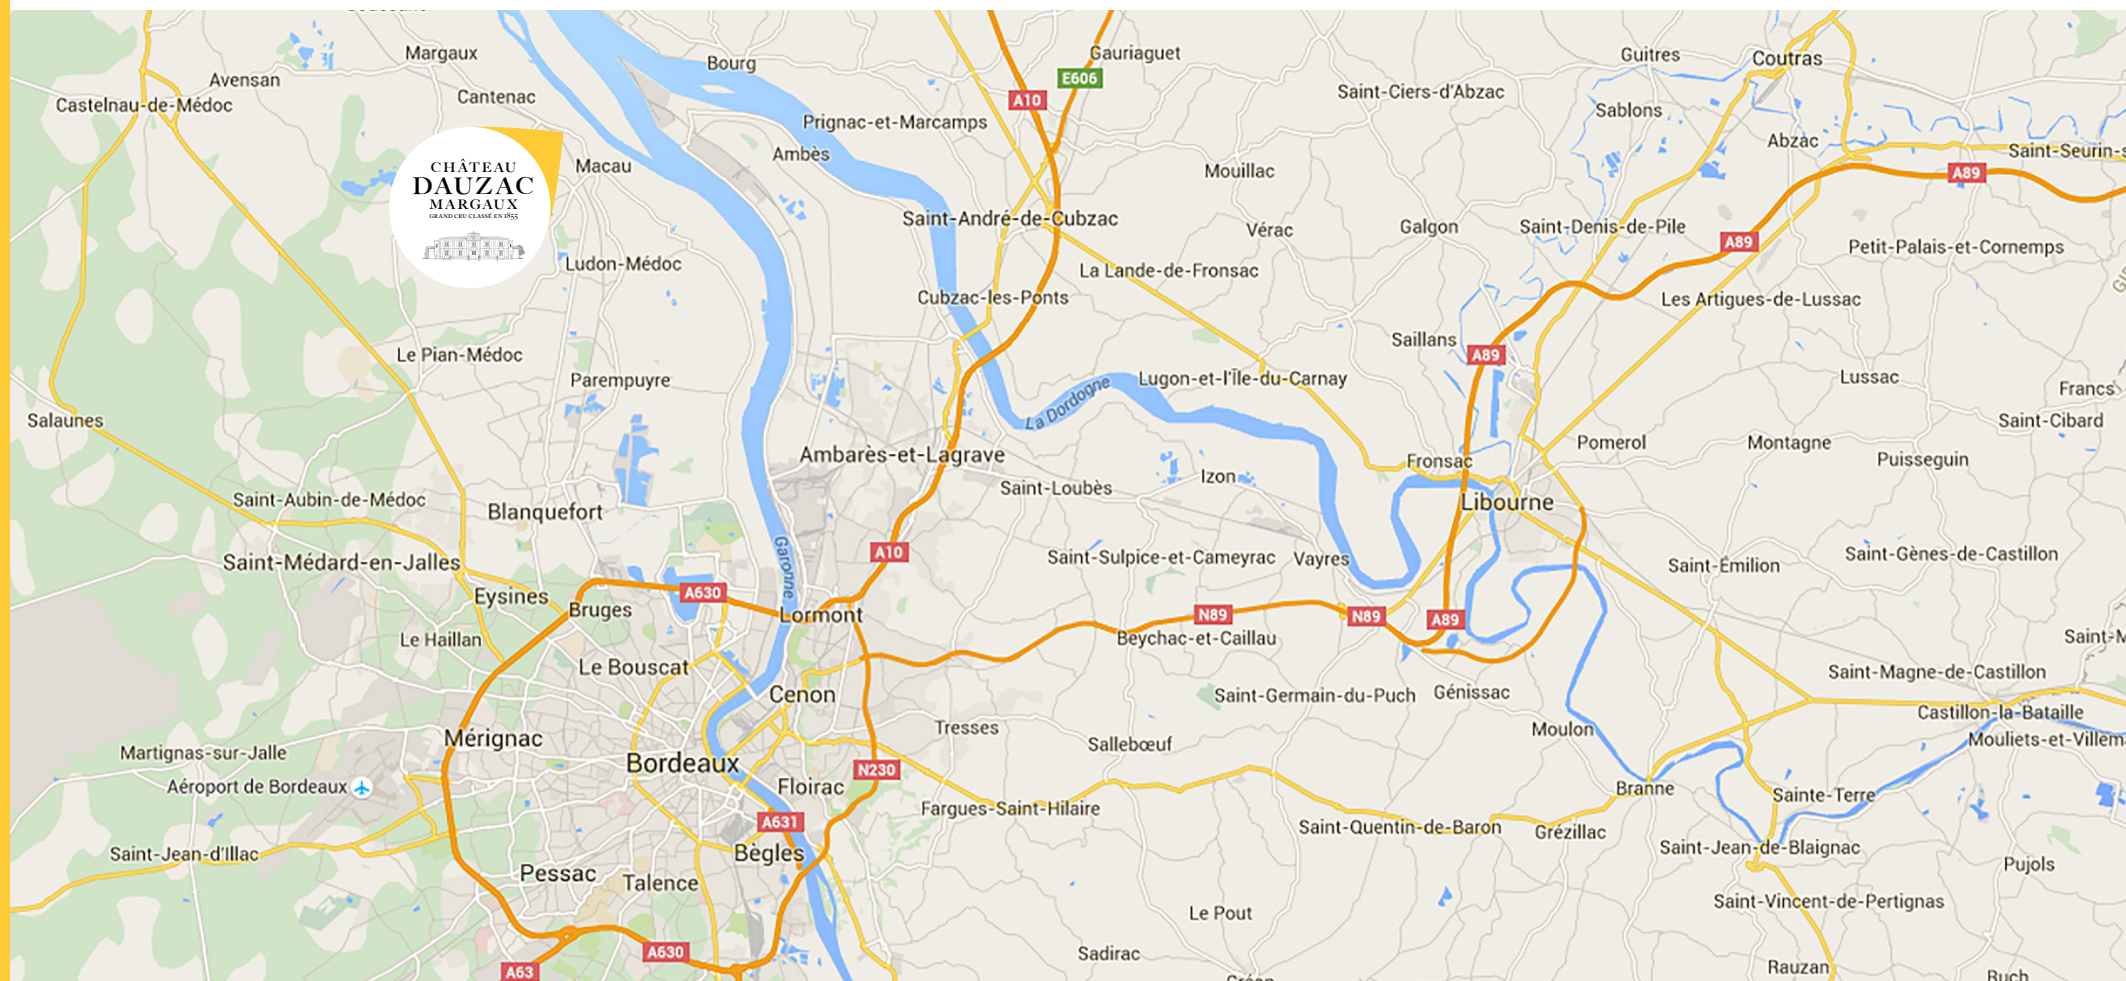 Margaux
Bourg
Gauriaguet
Guitres
Coutras
Avensan
E606
Castelnau-de-Médoc
Cantenac
A10
Saint-Ciers-d'Abzac
Sablons
Prignac-et-Marcamps
Abzac
Ambès
Saint-Seurin-s
CHÂTEAU
DAUZAC
MARGAUX
GRAND CRU CLASSÉ EN 1855
Macau
Mouillac
A89
Saint-André-de-Cubzac
Vérac
Galgon
Saint-Denis-de-Pile
A89
Petit-Palais-et-Cornemps
Ludon-Médoc
La Lande-de-Fronsac
Cubzac-les-Ponts
Les Artigues-de-Lussac
Saillans
A89
Le Pian-Médoc
Parempuyre
La Dordogne
Lugon-et-l'Île-du-Carnay
Lussac
Francs
Salaunes
Saint-Cibard
Pomerol
Montagne
Ambarès-et-Lagrave
Fronsac
Puisseguin
Saint-Loubès
Izon
Libourne
Saint-Aubin-de-Médoc
Blanquefort
A10
Saint-Médard-en-Jalles
Garonne
Saint-Sulpice-et-Cameyrac
Vayres
Saint-Émilion
Saint-Gènes-de-Castillon
Eysines
Bruges
A630
Lormont
N89
N89
A89
Le Haillan
Beychac-et-Caillau
Saint-M
Le Bouscat
Cenon
Saint-Germain-du-Puch
Génissac
Saint-Magne-de-Castillon
Castillon-la-Bataille
Mérignac
Tresses
Sallebœuf
Moulon
Mouliets-et-Villem
Martignas-sur-Jalle
Bordeaux
N230
Aéroport de Bordeaux
Floirac
Branne
Sainte-Terre
Fargues-Saint-Hilaire
A631
Saint-Quentin-de-Baron
Grézillac
Saint-Jean-d'Illac
Bègles
Saint-Jean-de-Blaignac
Pujols
Pessac
Talence
Saint-Vincent-de-Pertignas
Le Pout
A630
Sadirac
A63
Rauzan